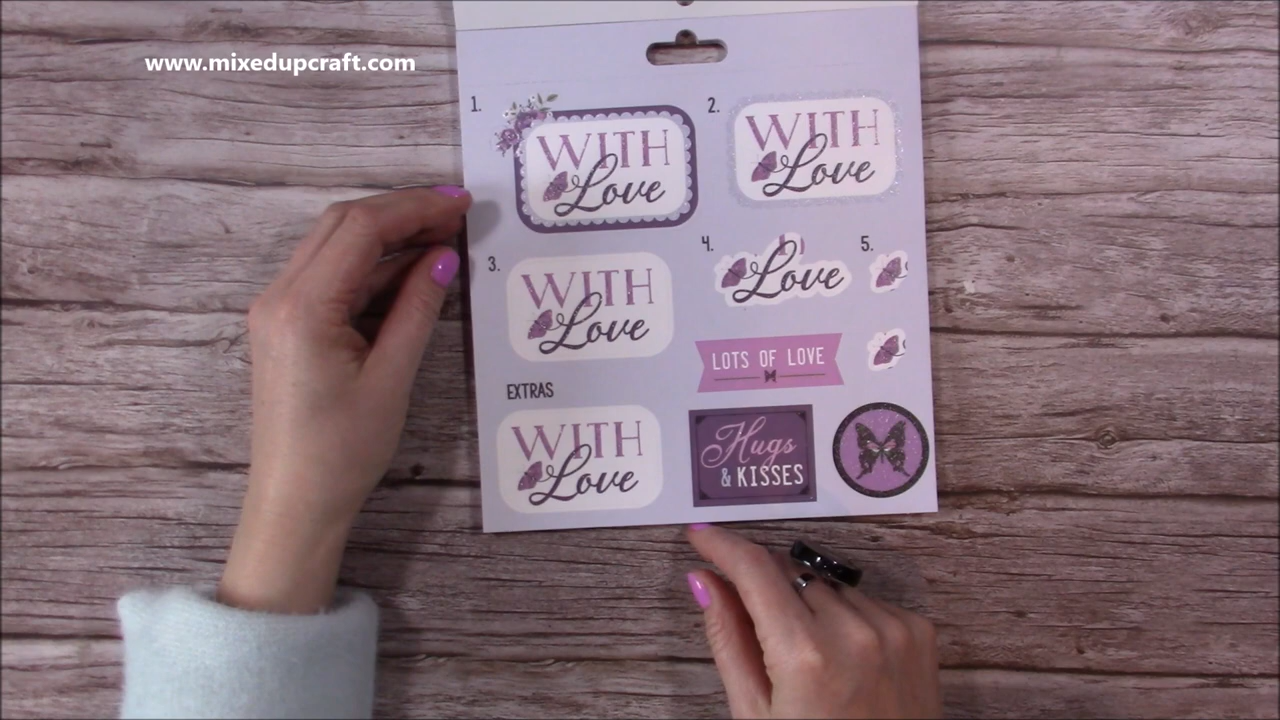 www.mixedupcraft.com
1.
WITH
Love
2.
WITH
Love
3.
WITH
Love
4.
Love
5.
LOTS OF LOVE
EXTRAS
WITH
Love
Hugs
& KISSES